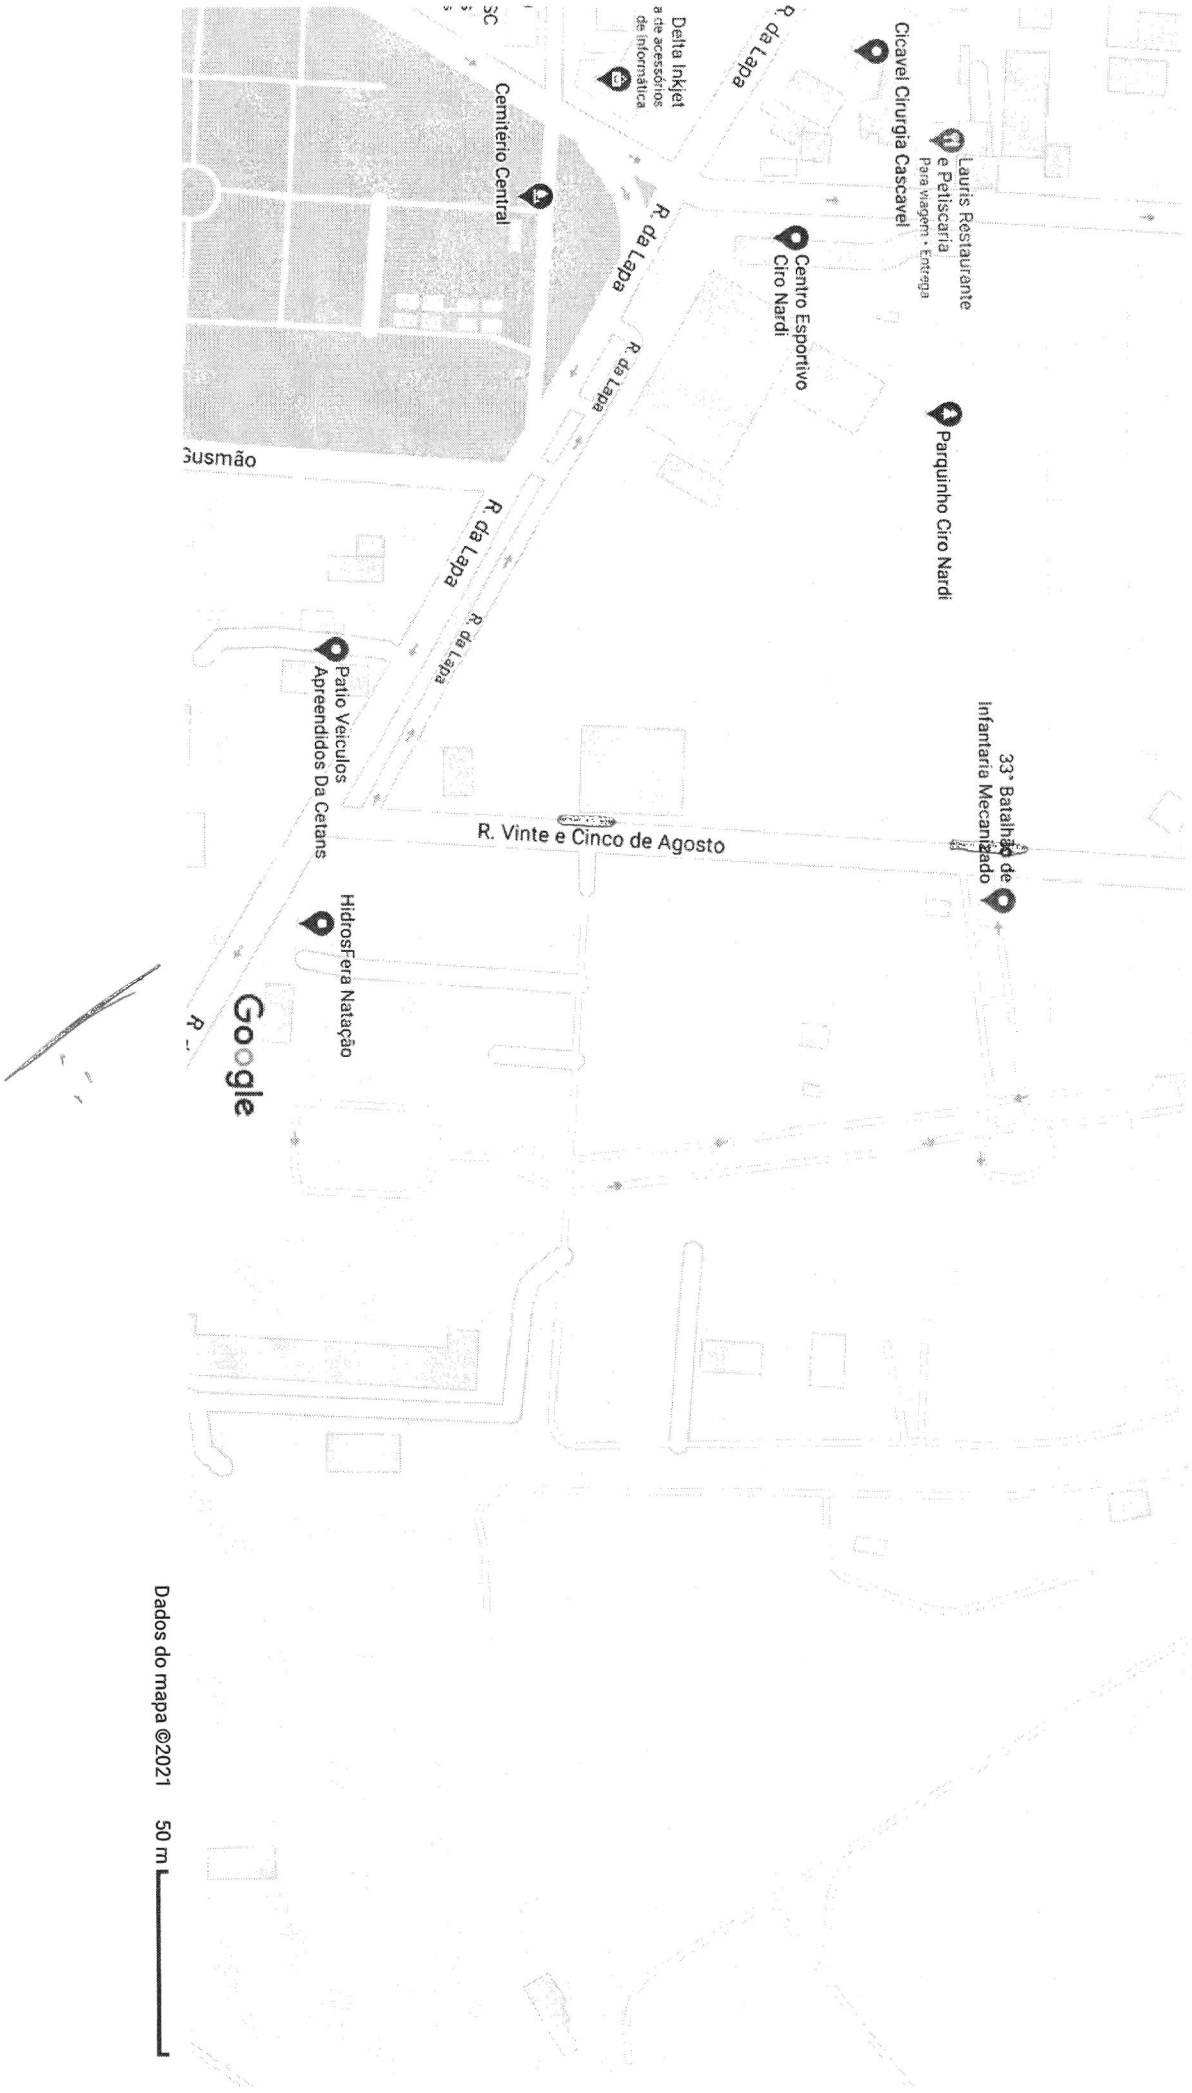 33° Batalhão de
Infantaria Mecanizado
Lauris Restaurante
e Petiscaria
Para viagem • Entrega
Parquinho Ciro Nardi
Cicavel Cirurgia Cascavel
Centro Esportivo
Ciro Nardi
R. da Lapa
Delta Inkjet
a de acessórios
de informática
R. da Lapa
R. da Lapa
R. Vinte e Cinco de Agosto
Cemitério Central
SC
R. da Lapa
R. da Lapa
Patio Veiculos
Apreendidos Da Cetans
HidrosFera Natação
Gusmão
Google
R.
Dados do mapa ©2021 50 m